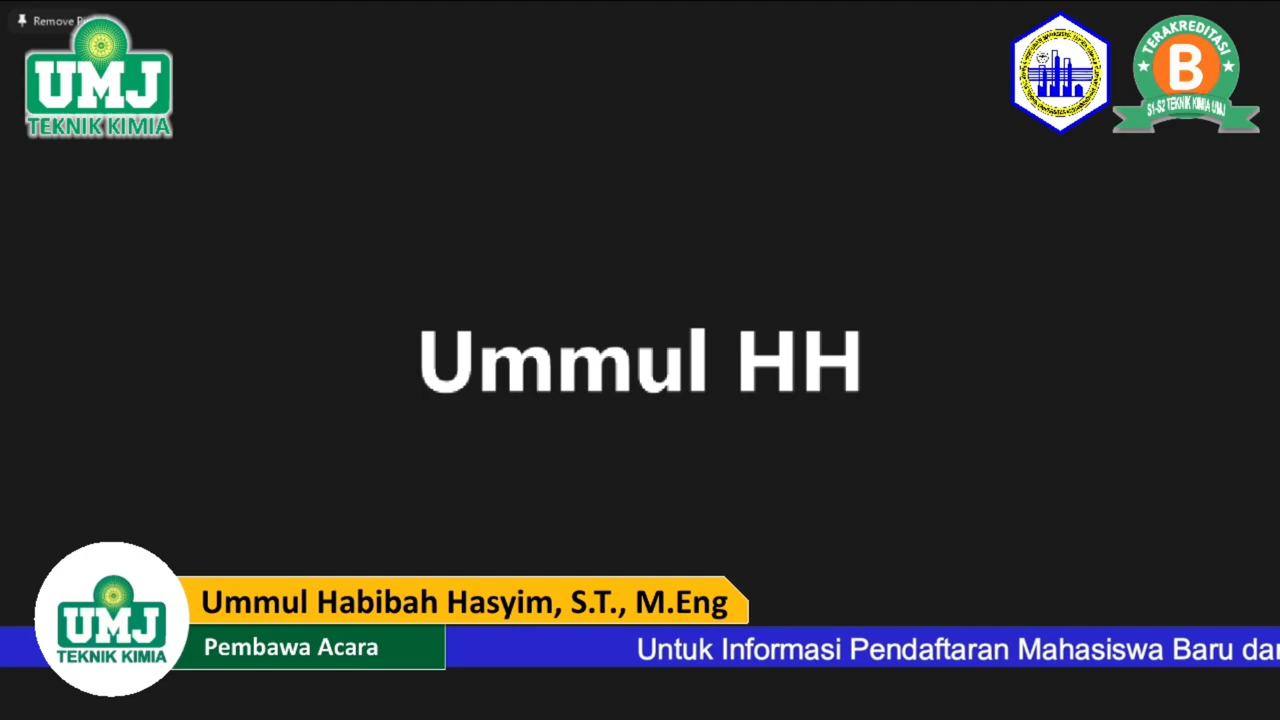 Remove
UMJ
TEKNIK KIMIA
TERAKREDITASI
B
S1-S2 TEKNIK KIMIA UMJ
Ummul HH
Ummul Habibah Hasyim, S.T., M.Eng
Pembawa Acara
UMJ
TEKNIK KIMIA
Untuk Informasi Pendaftaran Mahasiswa Baru dan